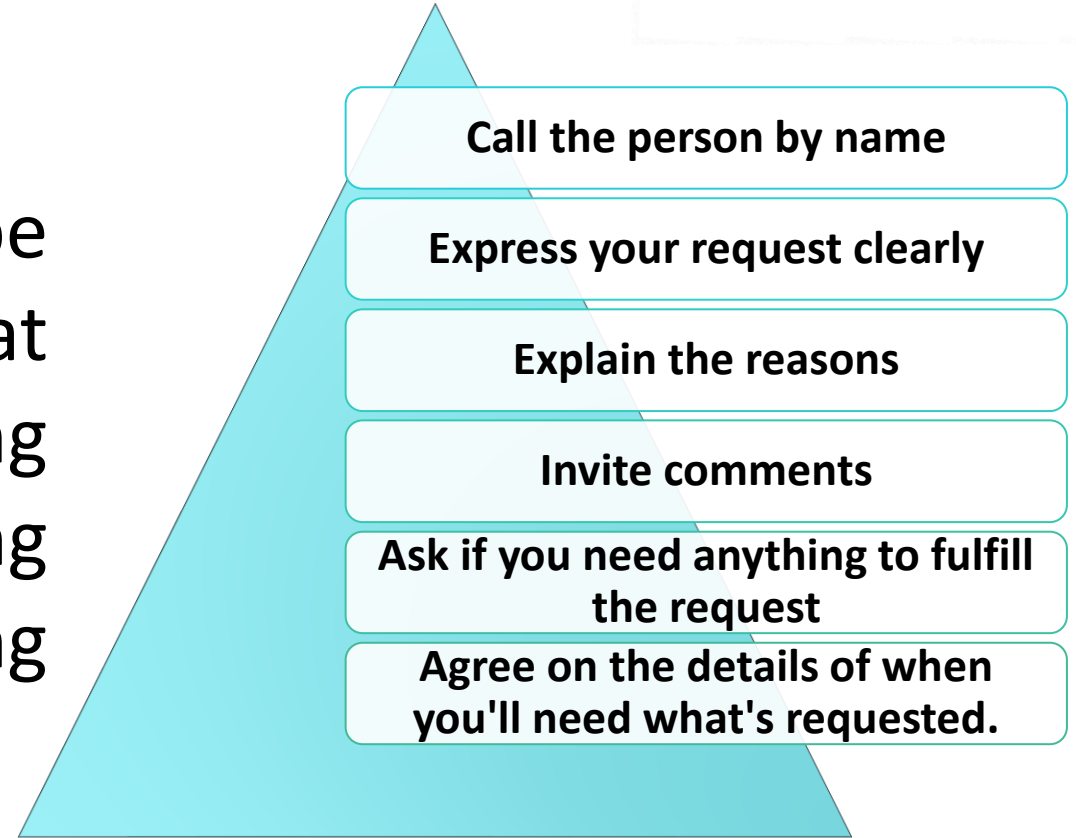 Call the person by name
Express your request clearly
Explain the reasons
Invite comments
Ask if you need anything to fulfill
the request
Agree on the details of when
you'll need what's requested.